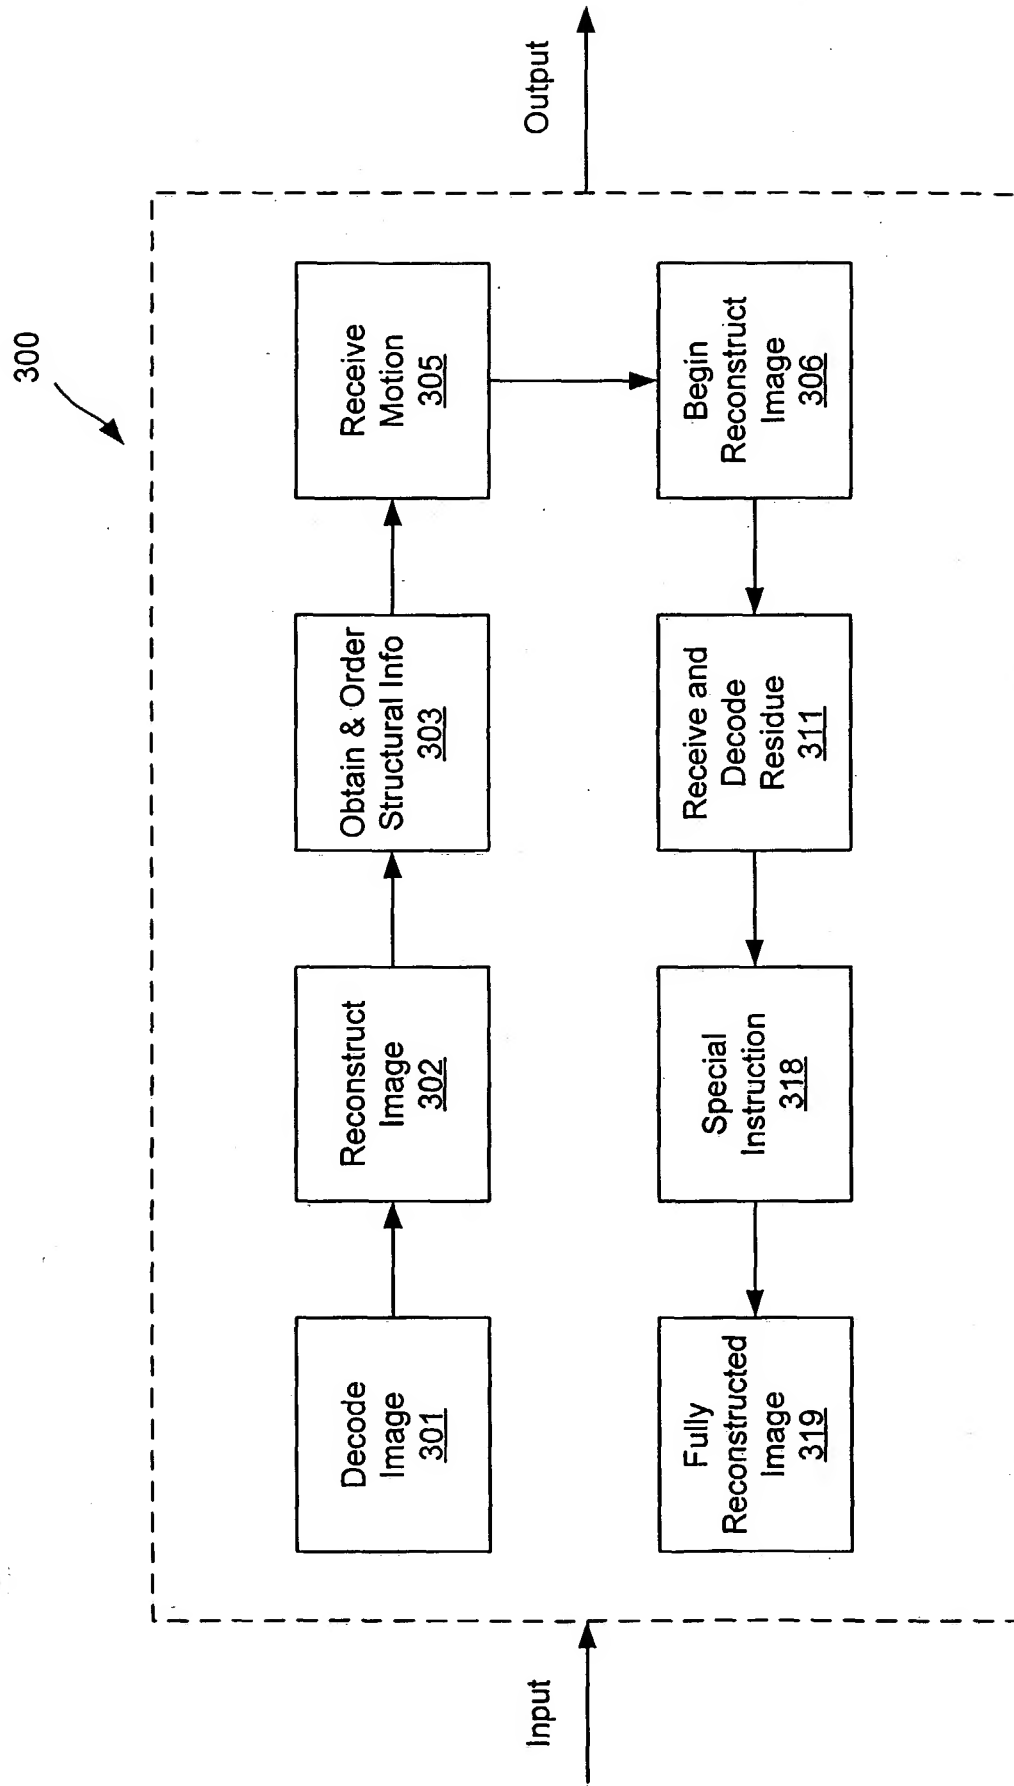 300
Input
Output
Decode
Image
301
Reconstruct
Image
302
Obtain & Order
Structural Info
303
Receive
Motion
305
Begin
Reconstruct
Image
306
Receive and
Decode
Residue
311
Special
Instruction
318
Fully
Reconstructed
Image
319